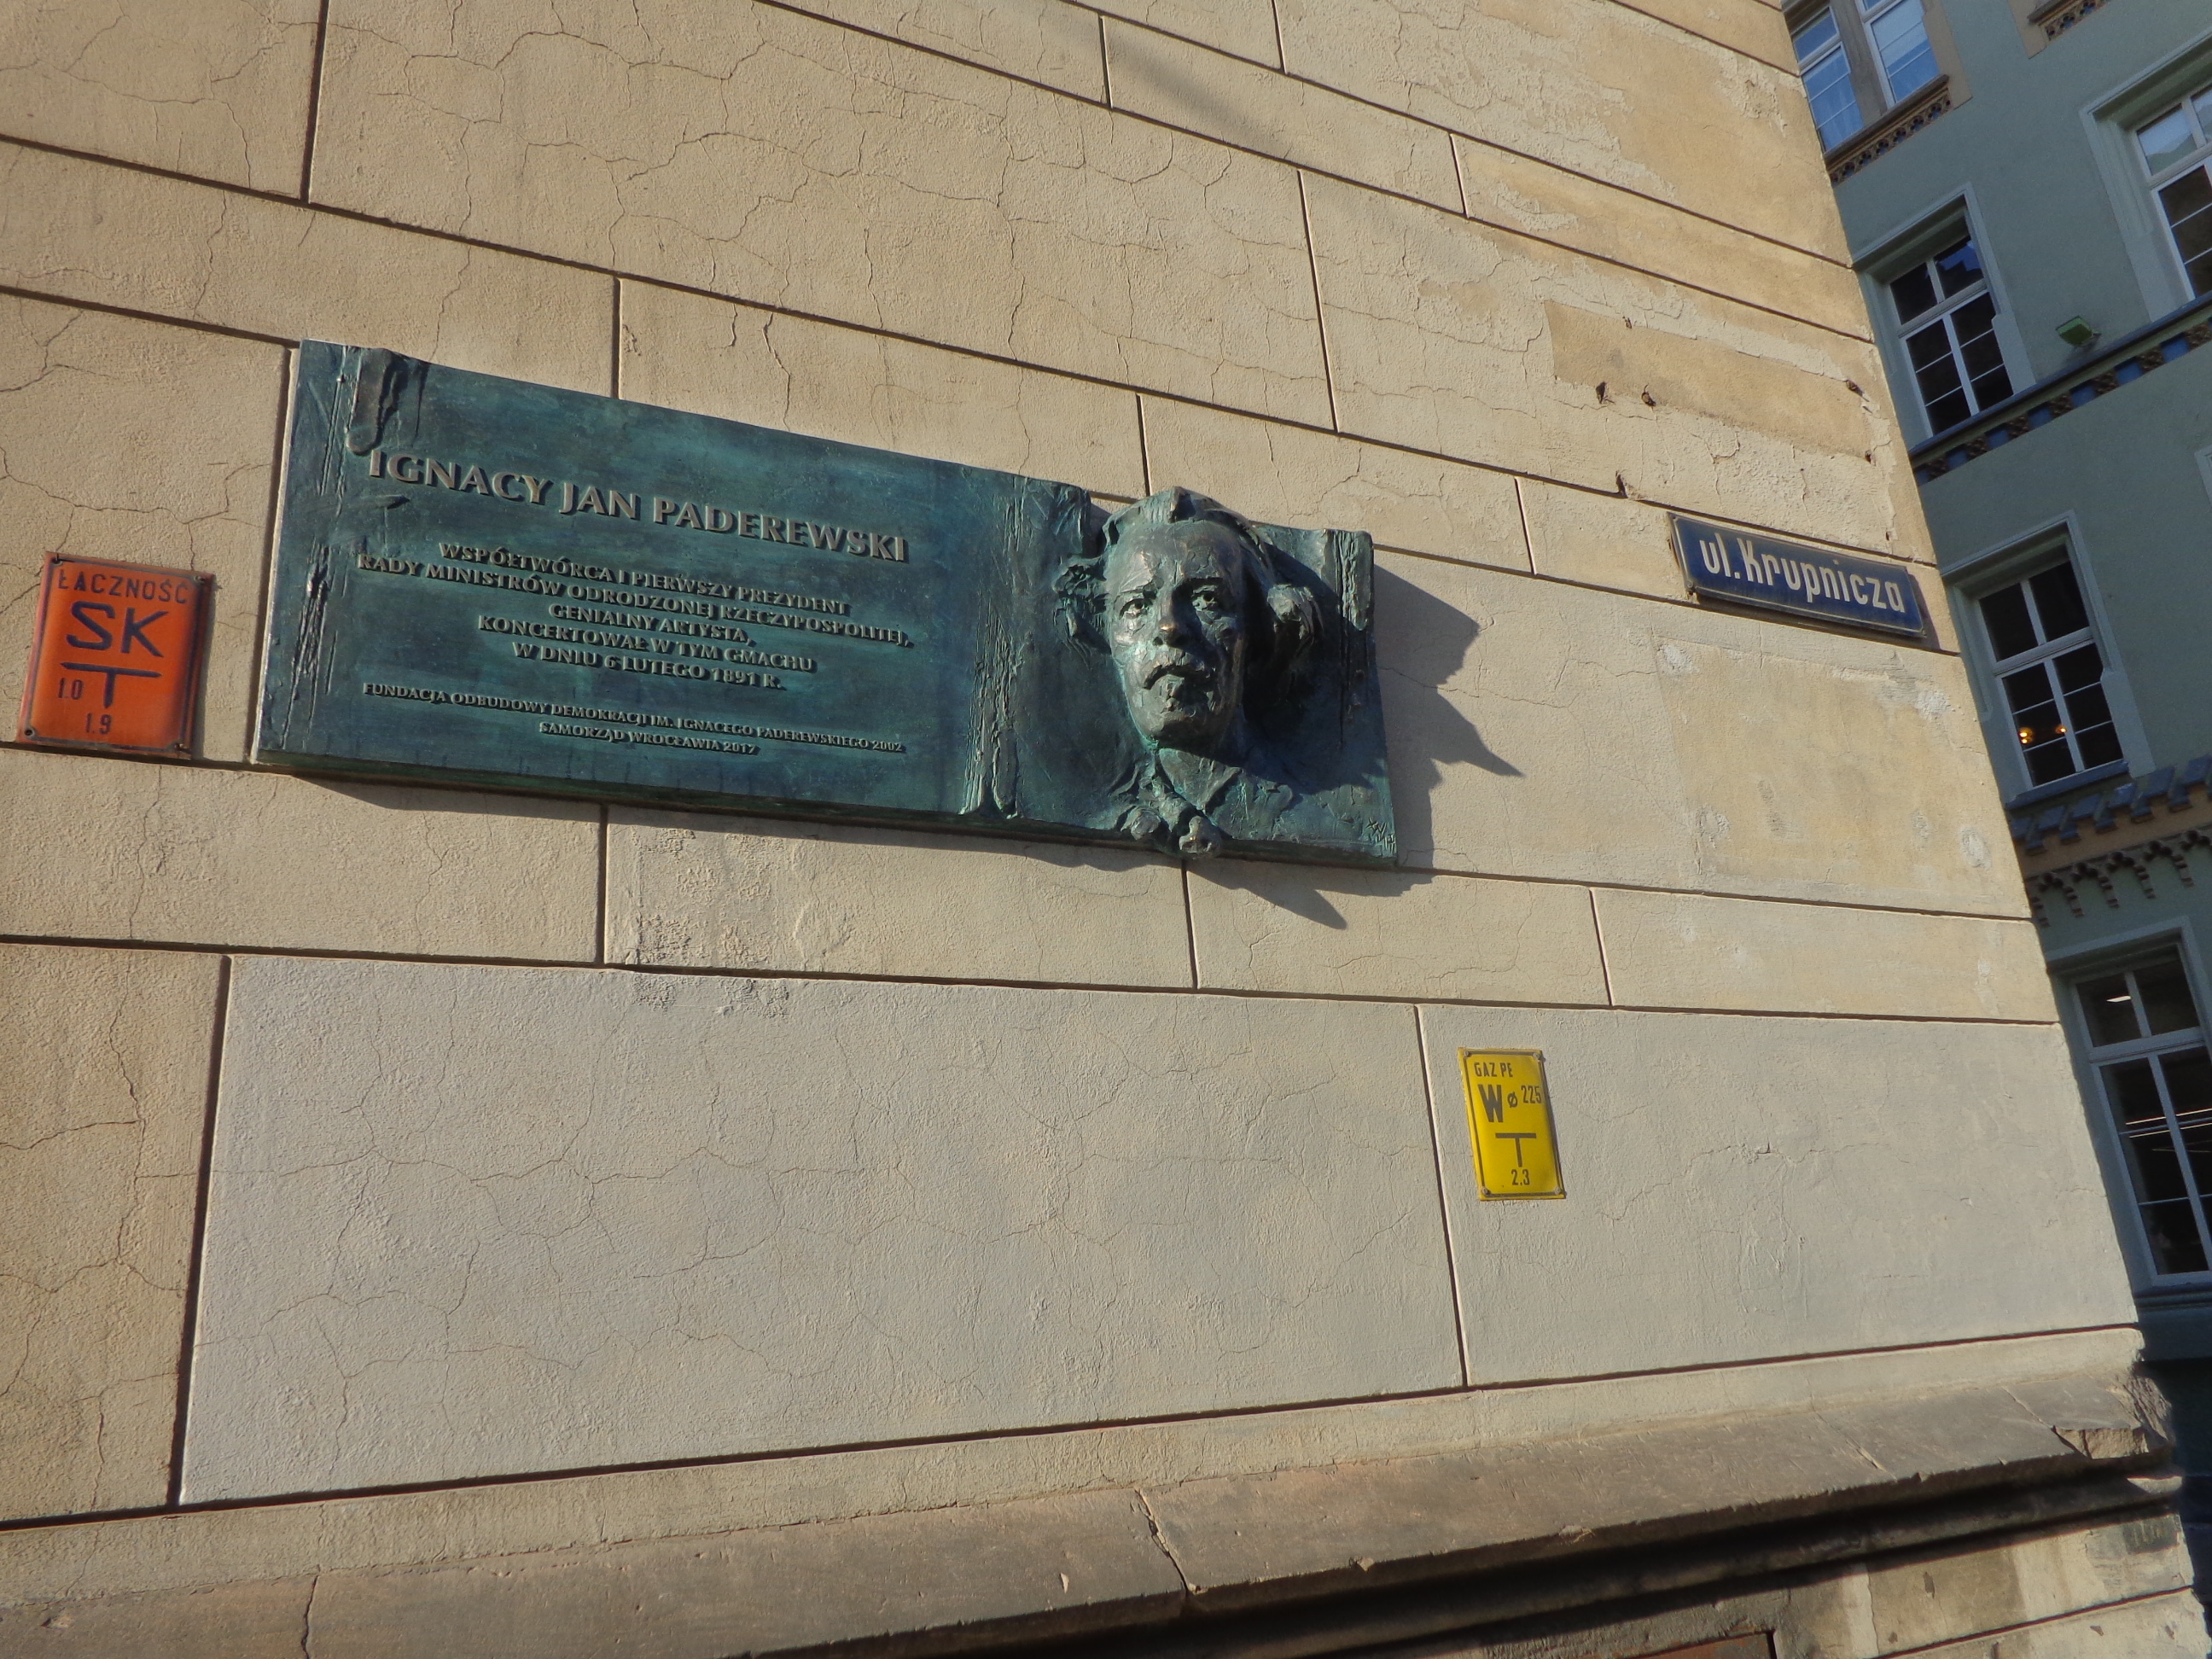 IGNACY JAN PADEREWSKI
WSPÓŁTWÓRCA I PIERWSZY PREZYDENT
RADY MINISTRÓW ODRODZONEJ RZECZYPOSPOLITEJ,
GENIALNY ARTYSTA,
KONCERTOWAŁ W TYM GMACHU
W DNIU 6 LUTEGO 1891 R.
FUNDACJA ODBUDOWY DEMOKRACJI IM. IGNACEGO PADEREWSKIEGO 2002
SAMORZĄD WROCŁAWIA 2017
ul. Krupnicza
ŁACZNOŚĆ
SK
1.0 T
1.9
GAZ PE
W ø 225
T
2.3